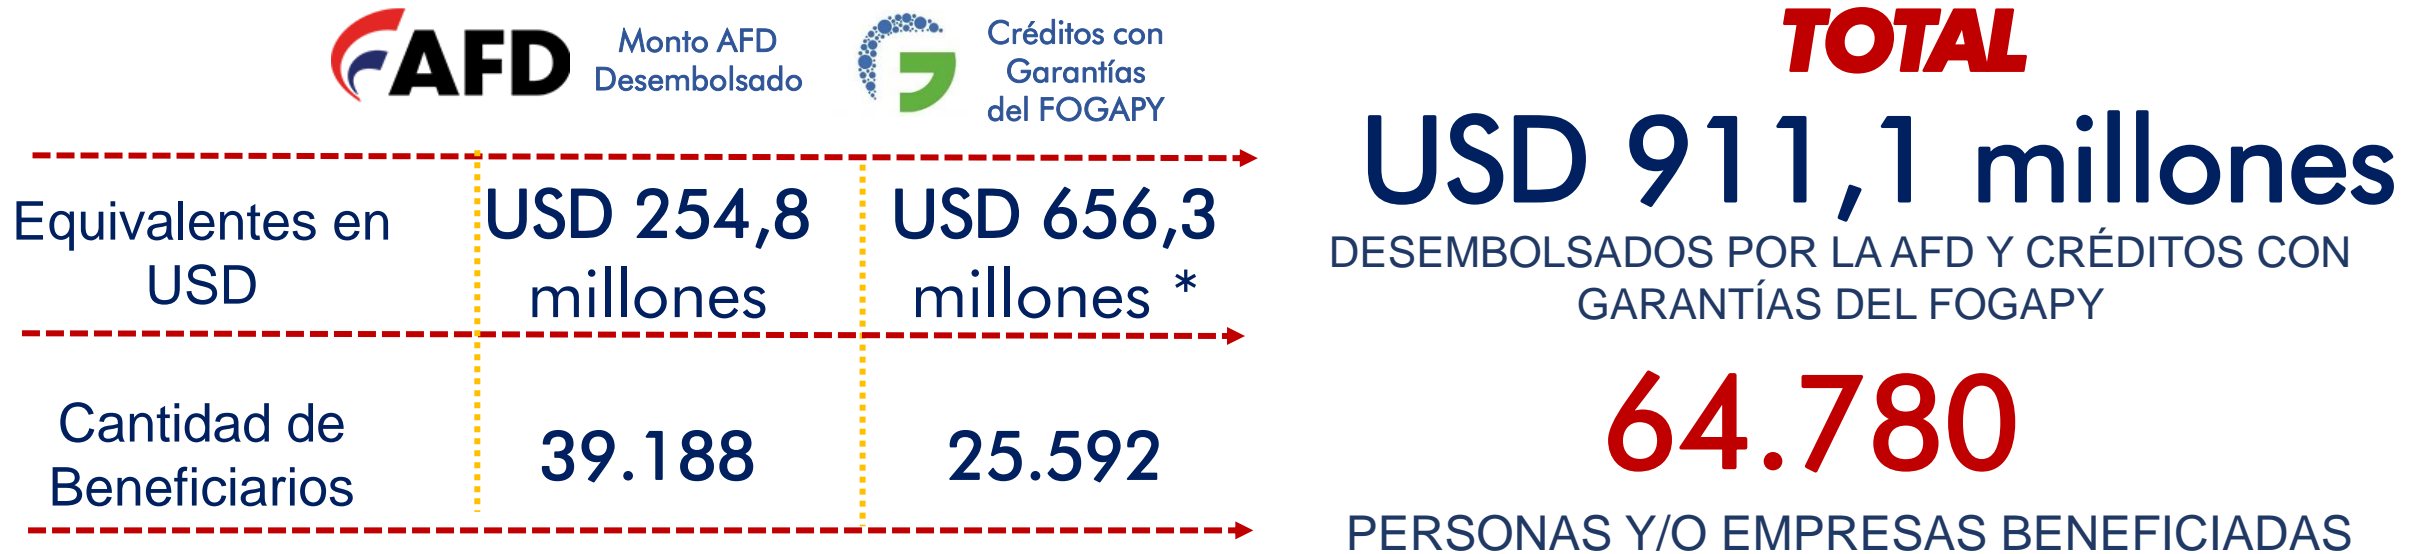 AFD
Monto AFD
Desembolsado
Créditos con
Garantías
del FOGAPY
Equivalentes en
USD
USD 254,8
millones
USD 656,3
millones *
Cantidad de
Beneficiarios
39.188
25.592
TOTAL
USD 911,1 millones
DESEMBOLSADOS POR LA AFD Y CRÉDITOS CON
GARANTÍAS DEL FOGAPY
64.780
PERSONAS Y/O EMPRESAS BENEFICIADAS